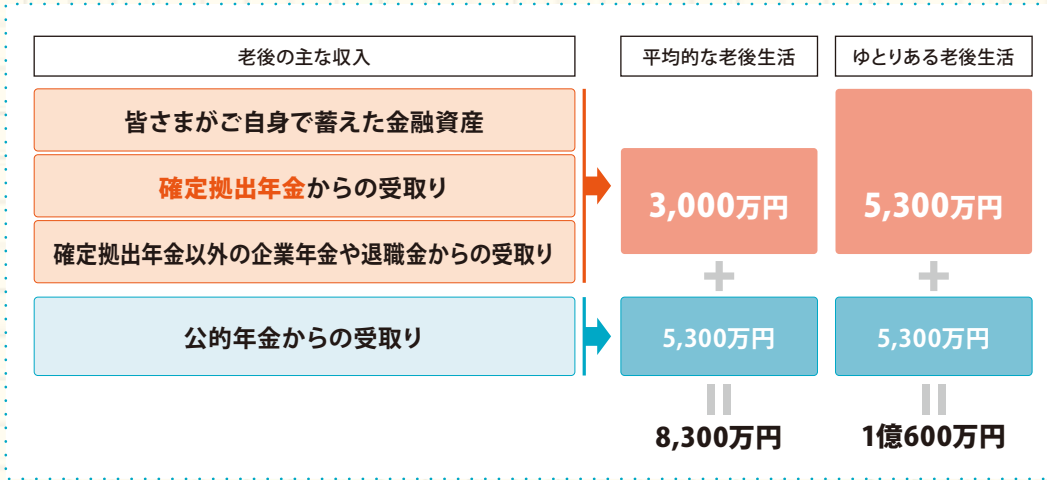 老後の主な収入
平均的な老後生活
ゆとりある老後生活
皆さまがご自身で蓄えた金融資産
確定拠出年金からの受取り
確定拠出年金以外の企業年金や退職金からの受取り
3,000万円
5,300万円
+
+
公的年金からの受取り
5,300万円
5,300万円
8,300万円
1億600万円